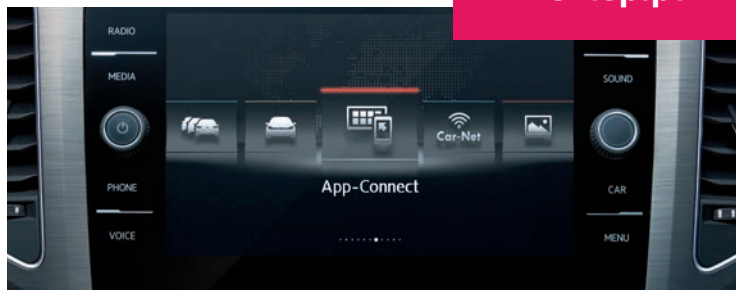 RADIO
SOUND
MEDIA
Car-Net
PHONE
App-Connect
CAR
VOICE
MENU